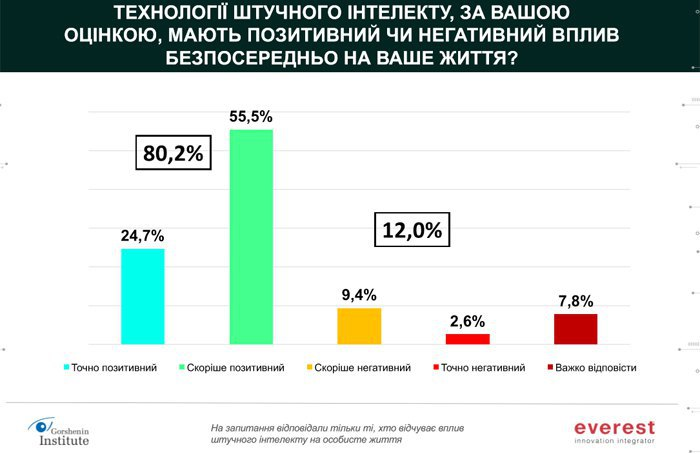 ТЕХНОЛОГІЇ ШТУЧНОГО ІНТЕЛЕКТУ, ЗА ВАШОЮ
ОЦІНКОЮ, МАЮТЬ ПОЗИТИВНИЙ ЧИ НЕГАТИВНИЙ ВПЛИВ
БЕЗПОСЕРЕДНЬО НА ВАШЕ ЖИТТЯ?
55,5%
80,2%
12,0%
24,7%
9,4%
2,6%
7,8%
Точно позитивний Скоріше позитивний Скоріше негативний Точно негативний Важко відповісти
Gorshenin
Institute
На запитання відповідали тільки ті, хто відчуває вплив
штучного інтелекту на особисте життя
everest
innovation integrator